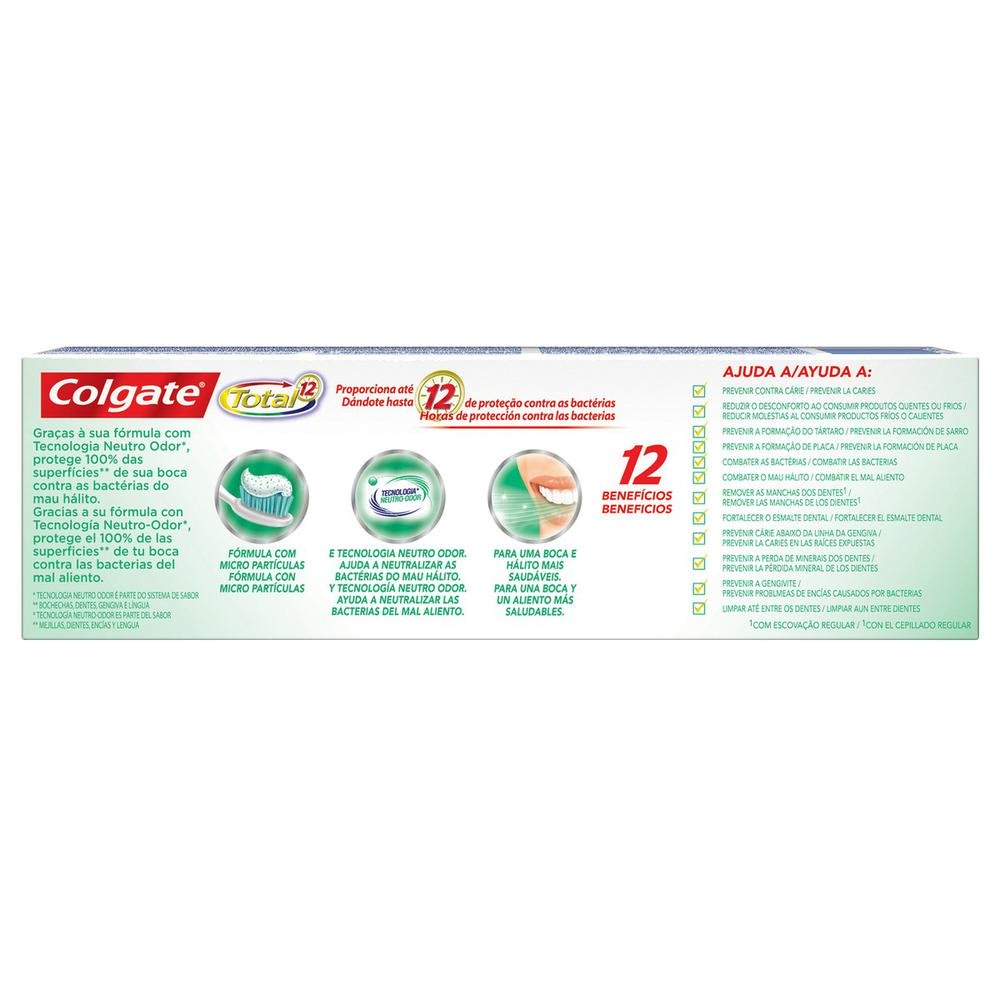 Colgate®
Total 12
Proporciona até
Dándote hasta
12
de proteção contra as bactérias
Horas de protección contra las bacterias
Graças à sua fórmula com
Tecnologia Neutro Odor*,
protege 100% das
superfícies** de sua boca
contra as bactérias do
mau hálito.
Gracias a su fórmula con
Tecnología Neutro-Odor*,
protege el 100% de las
superficies** de tu boca
contra las bacterias del
mal aliento.
* TECNOLOGIA NEUTRO ODOR É PARTE DO SISTEMA DE SABOR
** BOCHECHAS, DENTES, GENGIVA E LÍNGUA
* TECNOLOGÍA NEUTRO-ODOR ES PARTE DEL SABOR
** MEJILLAS, DIENTES, ENCÍAS Y LENGUA
FÓRMULA COM
MICRO PARTÍCULAS
FÓRMULA CON
MICRO PARTÍCULAS
TECNOLOGIA*
NEUTRO-ODOR
E TECNOLOGIA NEUTRO ODOR.
AJUDA A NEUTRALIZAR AS
BACTÉRIAS DO MAU HÁLITO.
Y TECNOLOGÍA NEUTRO ODOR.
AYUDA A NEUTRALIZAR LAS
BACTERIAS DEL MAL ALIENTO.
PARA UMA BOCA E
HÁLITO MAIS
SAUDÁVEIS.
PARA UNA BOCA Y
UN ALIENTO MÁS
SALUDABLES.
12
BENEFÍCIOS
BENEFICIOS
AJUDA A/AYUDA A:
PREVENIR CONTRA CÁRIE / PREVENIR LA CARIES
REDUZIR O DESCONFORTO AO CONSUMIR PRODUTOS QUENTES OU FRIOS /
REDUCIR MOLESTIAS AL CONSUMIR PRODUCTOS FRÍOS O CALIENTES
PREVENIR A FORMAÇÃO DO TÁRTARO / PREVENIR LA FORMACIÓN DE SARRO
PREVENIR A FORMAÇÃO DE PLACA / PREVENIR LA FORMACIÓN DE PLACA
COMBATER AS BACTÉRIAS / COMBATIR LAS BACTERIAS
COMBATER O MAU HÁLITO / COMBATIR EL MAL ALIENTO
REMOVER AS MANCHAS DOS DENTES¹ /
REMOVER LAS MANCHAS DE LOS DIENTES¹
FORTALECER O ESMALTE DENTAL / FORTALECER EL ESMALTE DENTAL
PREVENIR CÁRIE ABAIXO DA LINHA DA GENGIVA /
PREVENIR LA CARIES EN LAS RAÍCES EXPUESTAS
PREVENIR A PERDA DE MINERAIS DOS DENTES /
PREVENIR LA PÉRDIDA MINERAL DE LOS DIENTES
PREVENIR A GENGIVITE /
PREVENIR PROBLMEAS DE ENCÍAS CAUSADOS POR BACTERIAS
LIMPAR ATÉ ENTRE OS DENTES / LIMPIAR AUN ENTRE DIENTES
¹COM ESCOVAÇÃO REGULAR / ¹CON EL CEPILLADO REGULAR